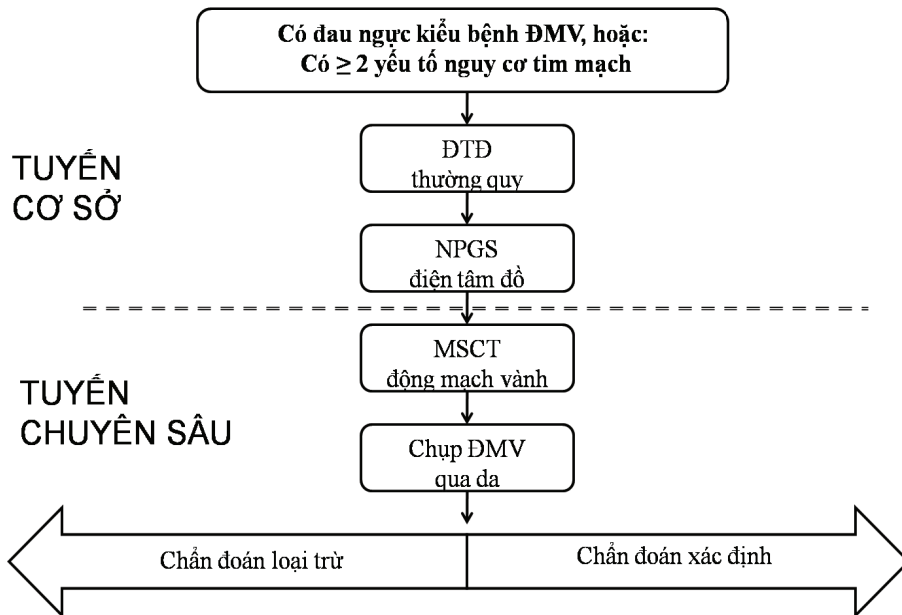 Có đau ngực kiểu bệnh ĐMV, hoặc:
Có ≥ 2 yếu tố nguy cơ tim mạch
TUYẾN
CƠ SỞ
ĐTĐ
thường quy
NPGS
điện tâm đồ
TUYẾN
CHUYÊN SÂU
MSCT
động mạch vành
Chụp ĐMV
qua da
Chẩn đoán loại trừ
Chẩn đoán xác định